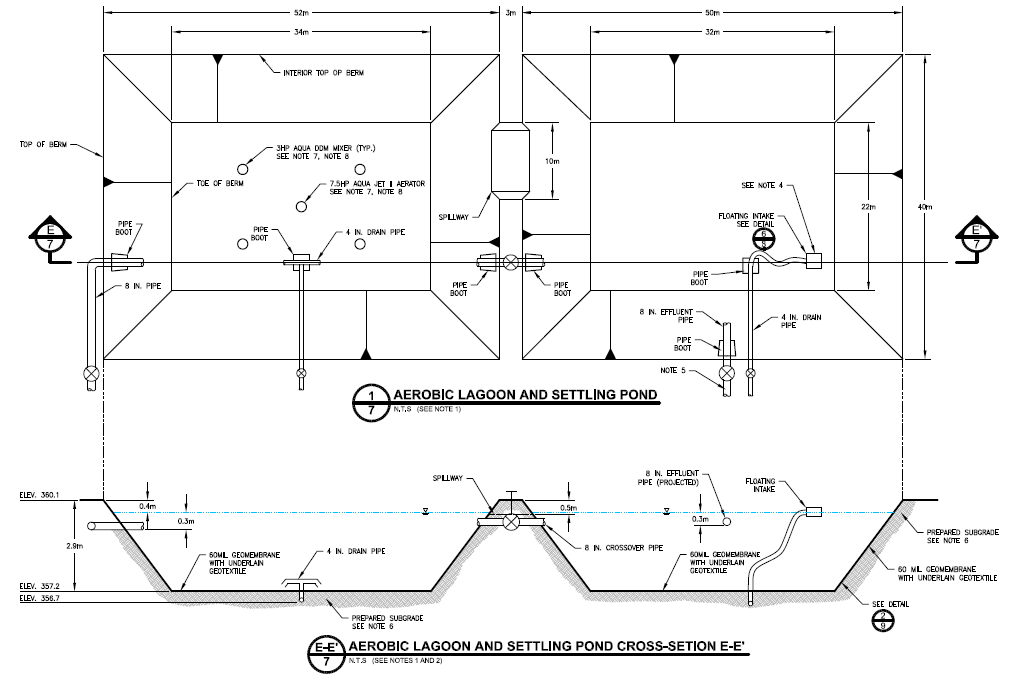 52m
3m
50m
34m
32m
INTERIOR TOP OF BERM
TOP OF BERM
3HP AQUA DDM MIXER (TYP.)
SEE NOTE 7, NOTE 8
TOE OF BERM
7.5HP AQUA JET II AERATOR
SEE NOTE 7, NOTE 8
10m
SEE NOTE 4
22m
40m
SPILLWAY
FLOATING INTAKE
SEE DETAIL
6
8
E
7
E'
7
PIPE
BOOT
PIPE
BOOT
4 IN. DRAIN PIPE
8 IN. PIPE
PIPE
BOOT
PIPE
BOOT
PIPE
BOOT
8 IN. EFFLUENT
PIPE
4 IN. DRAIN
PIPE
PIPE
BOOT
NOTE 5
1
7
AEROBIC LAGOON AND SETTLING POND
N.T.S (SEE NOTE 1)
SPILLWAY
8 IN. EFFLUENT
PIPE (PROJECTED)
FLOATING
INTAKE
ELEV. 360.1
0.4m
0.3m
0.5m
0.3m
PREPARED SUBGRADE
SEE NOTE 6
2.9m
60MIL GEOMEMBRANE
WITH UNDERLAIN
GEOTEXTILE
4 IN. DRAIN PIPE
8 IN. CROSSOVER PIPE
60MIL GEOMEMBRANE
WITH UNDERLAIN
GEOTEXTILE
60 MIL GEOMEMBRANE
WITH UNDERLAIN GEOTEXTILE
ELEV. 357.2
ELEV. 356.7
PREPARED SUBGRADE
SEE NOTE 6
SEE DETAIL
2
9
E-E'
7
AEROBIC LAGOON AND SETTLING POND CROSS-SETION E-E'
N.T.S (SEE NOTES 1 AND 2)